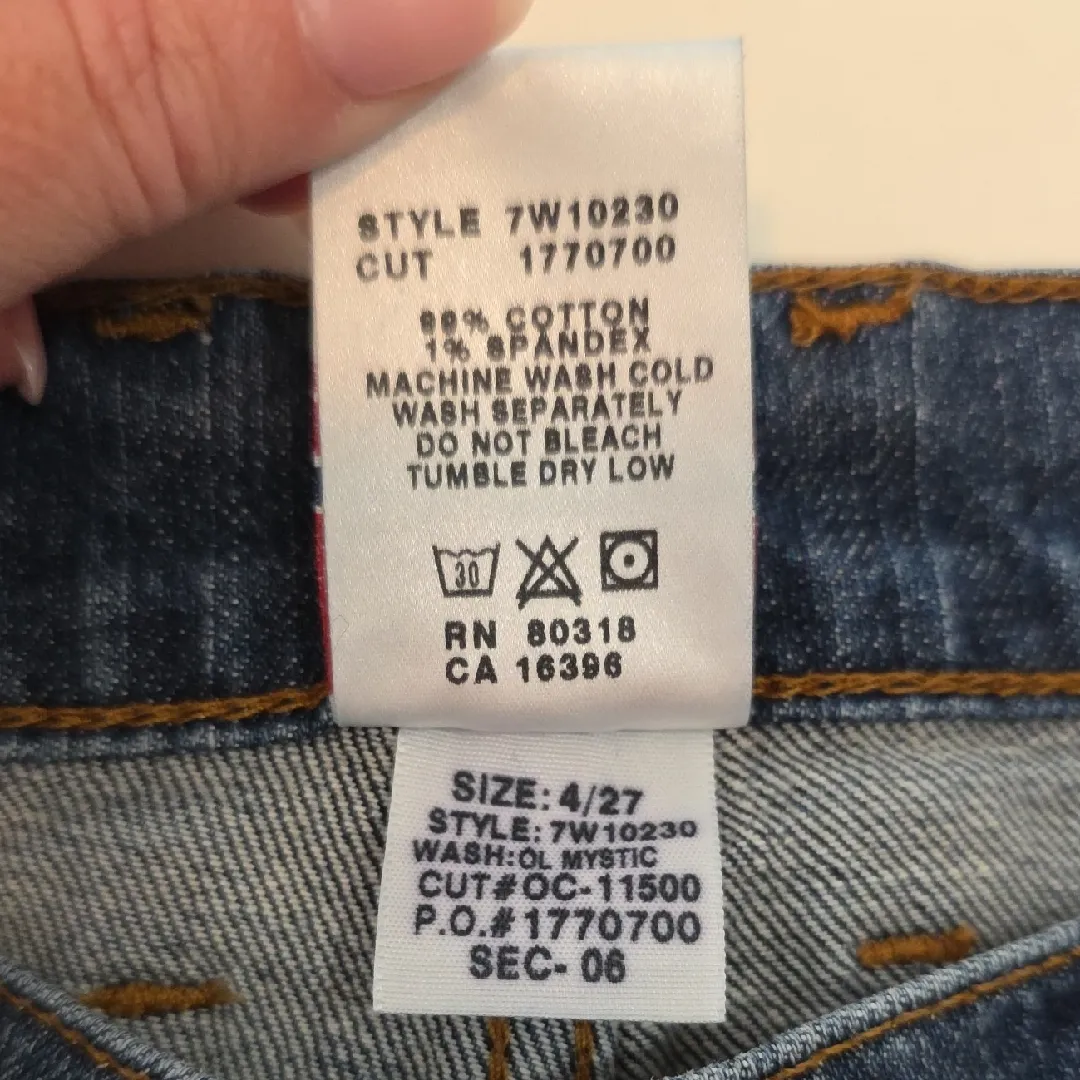 STYLE 7W10230
CUT 1770700
99% COTTON
1% SPANDEX
MACHINE WASH COLD
WASH SEPARATELY
DO NOT BLEACH
TUMBLE DRY LOW
30
RN 80318
CA 16396
SIZE: 4/27
STYLE: 7W10230
WASH: OL MYSTIC
CUT#OC-11500
P.O.#1770700
SEC- 06